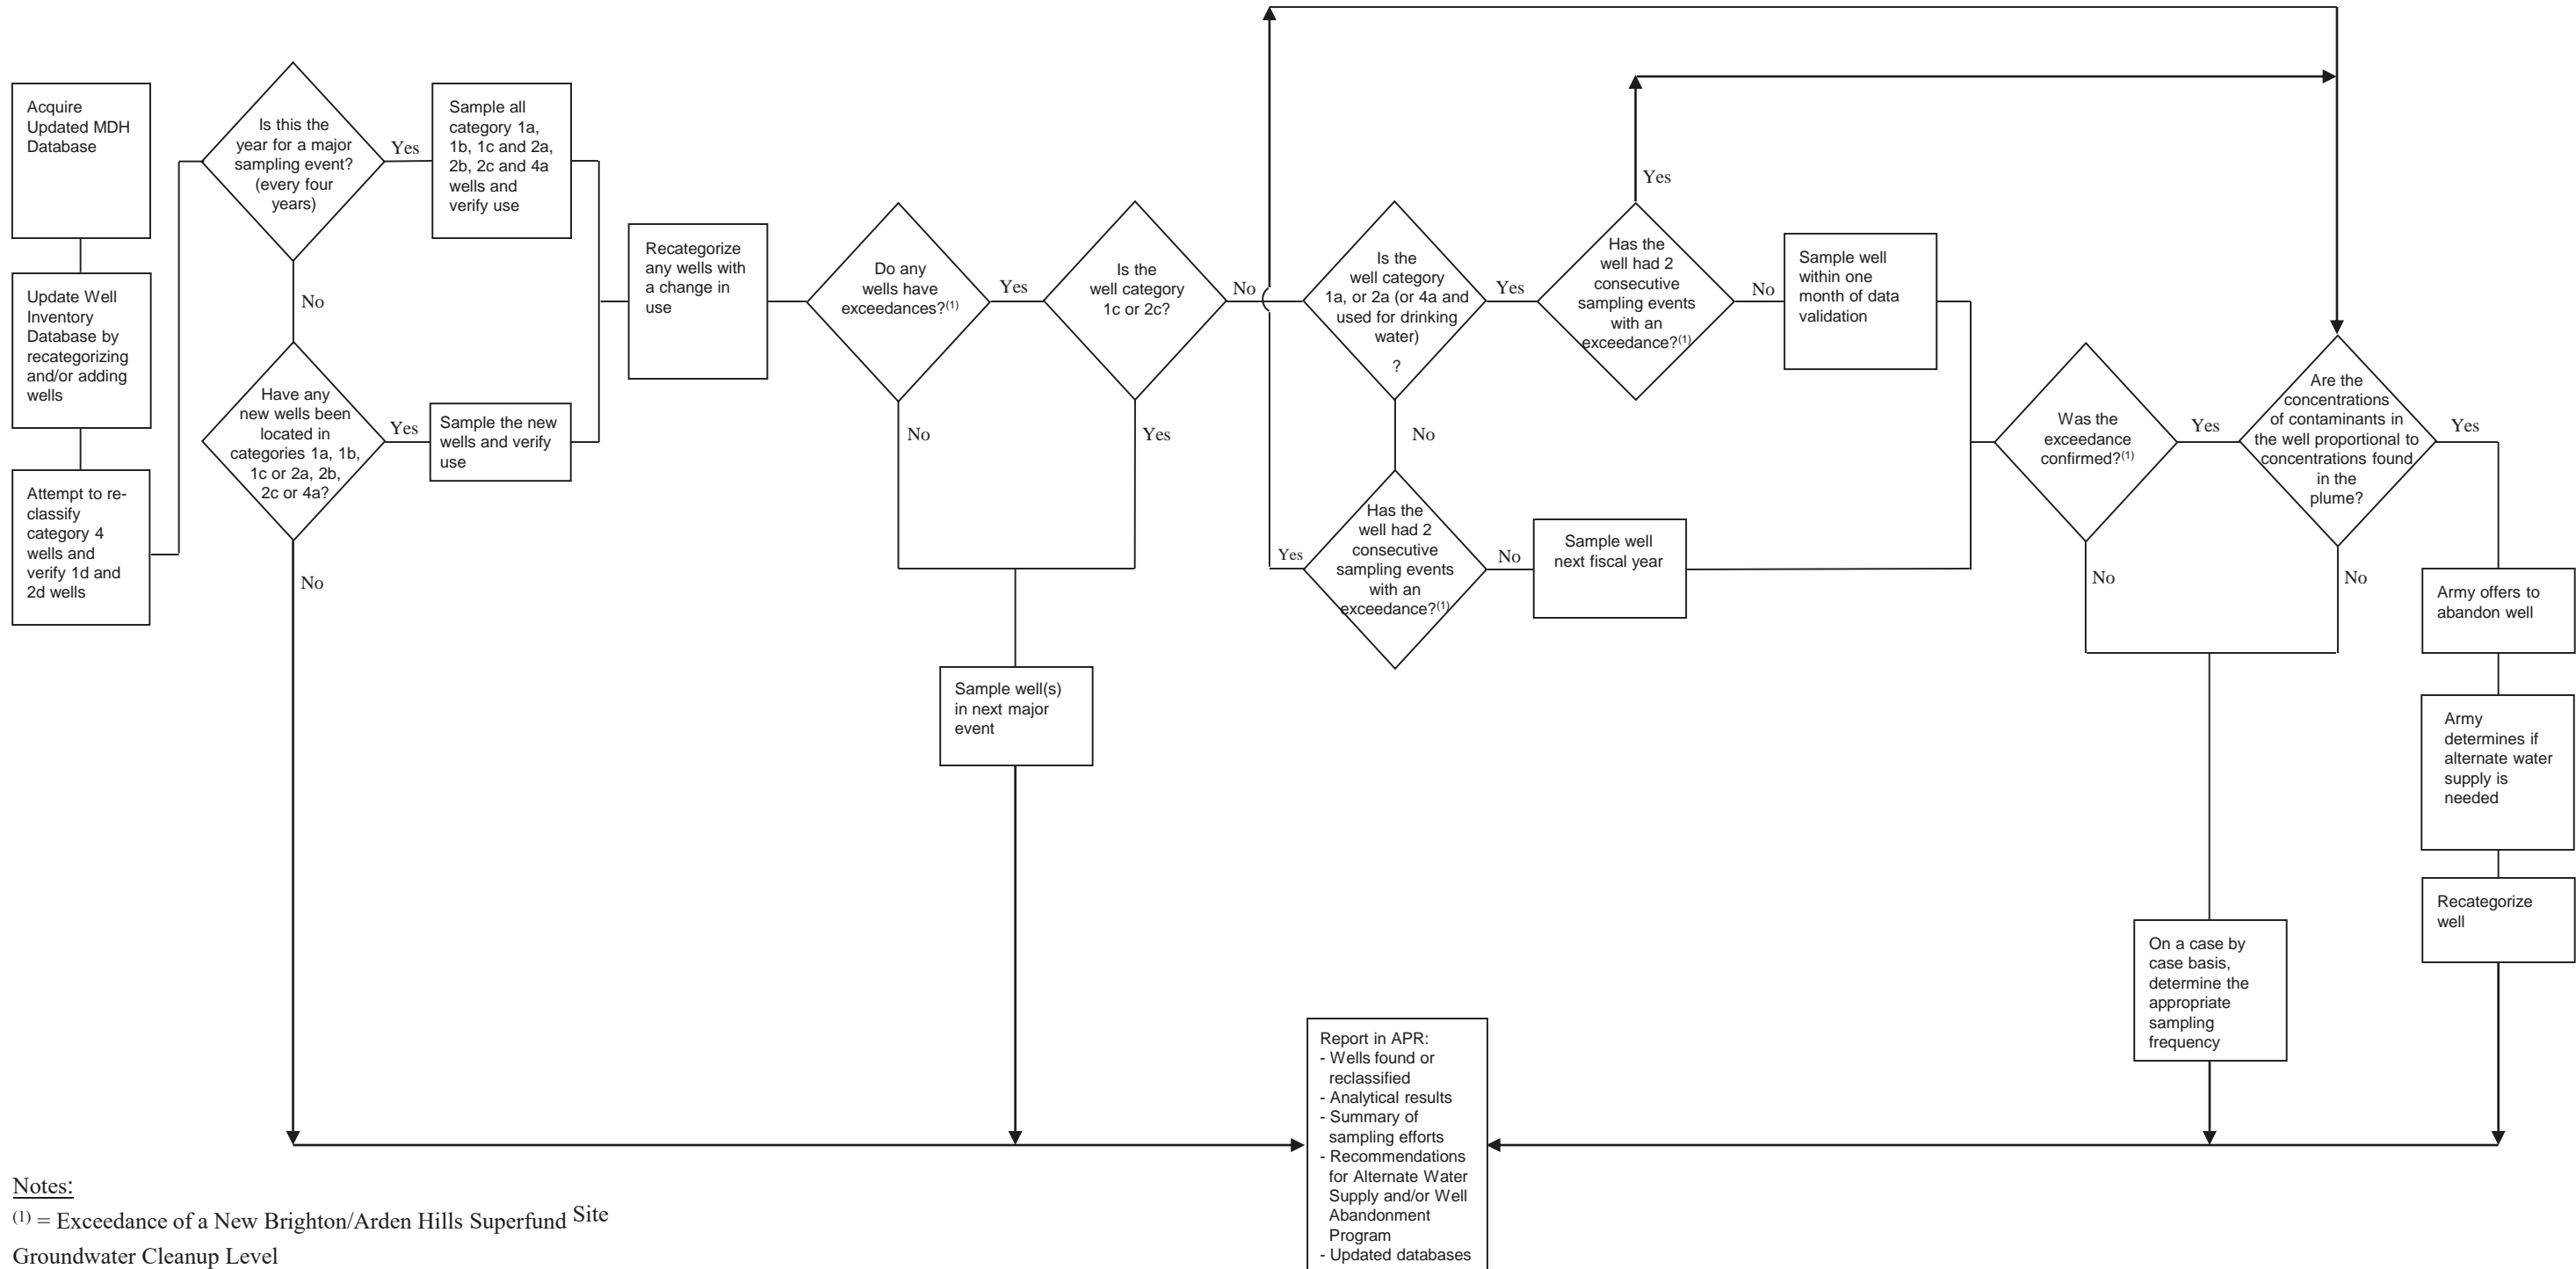 Acquire
Updated MDH
Database
Update Well
Inventory
Database by
recategorizing
and/or adding
wells
Attempt to re-
classify
category 4
wells and
verify 1d and
2d wells
Is this the
year for a major
sampling event?
(every four
years)
Yes
No
Sample all
category 1a,
1b, 1c and 2a,
2b, 2c and 4a
wells and
verify use
Have any
new wells been
located in
categories 1a, 1b,
1c or 2a, 2b,
2c or 4a?
Yes
No
Sample the new
wells and verify
use
Recategorize
any wells with
a change in
use
Do any
wells have
exceedances?(1)
Yes
No
Is the
well category
1c or 2c?
No
Yes
Sample well(s)
in next major
event
Is the
well category
1a, or 2a (or 4a and
used for drinking
water)
?
Yes
No
Has the
well had 2
consecutive
sampling events
with an
exceedance?(1)
Yes
No
Sample well
within one
month of data
validation
Has the
well had 2
consecutive
sampling events
with an
exceedance?(1)
Yes
No
Sample well
next fiscal year
Was the
exceedance
confirmed?(1)
Yes
No
Are the
concentrations
of contaminants in
the well proportional to
concentrations found
in the
plume?
Yes
No
Army offers to
abandon well
Army
determines if
alternate water
supply is
needed
Recategorize
well
On a case by
case basis,
determine the
appropriate
sampling
frequency
Report in APR:
- Wells found or
reclassified
- Analytical results
- Summary of
sampling efforts
- Recommendations
for Alternate Water
Supply and/or Well
Abandonment
Program
- Updated databases
Notes:
(1) = Exceedance of a New Brighton/Arden Hills Superfund Site
Groundwater Cleanup Level